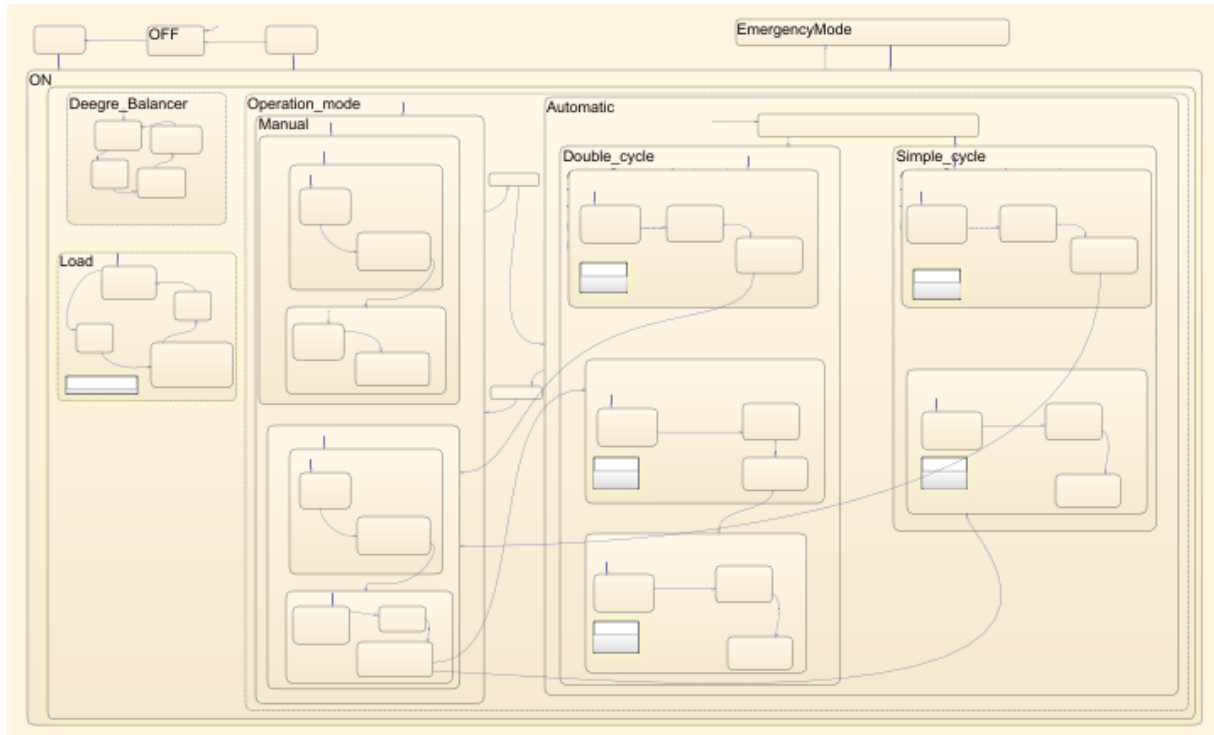 OFF
EmergencyMode
ON
Deegre_Balancer
Operation_mode
Automatic
Manual
Double_cycle
Simple_cycle
Load